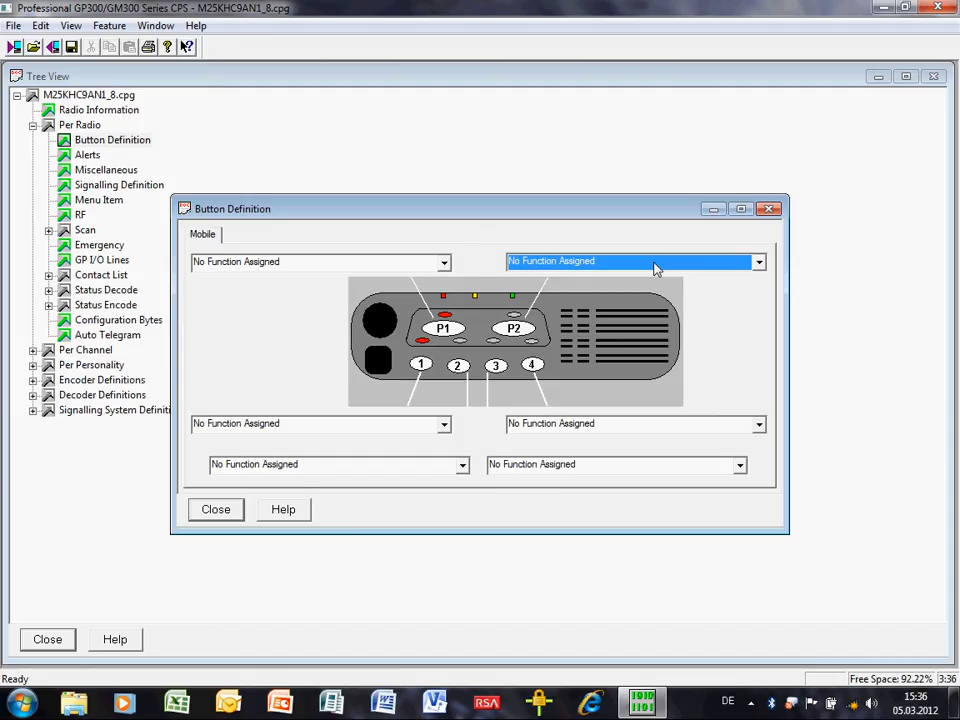 Professional GP300/GM300 Series CPS - M25KHC9AN1_8.cpg
File Edit View Feature Window Help
Tree View
M25KHC9AN1_8.cpg
Radio Information
Per Radio
Button Definition
Alerts
Miscellaneous
Signalling Definition
Menu Item
RF
Scan
Emergency
GP I/O Lines
Contact List
Status Decode
Status Encode
Configuration Bytes
Auto Telegram
Per Channel
Per Personality
Encoder Definitions
Decoder Definitions
Signalling System Definiti
Button Definition
Mobile
No Function Assigned
No Function Assigned
P1 P2
1 2 3 4
No Function Assigned
No Function Assigned
No Function Assigned
No Function Assigned
Close Help
Close Help
Ready
Free Space: 92.22% 3:36
RSA
DE
15:36
05.03.2012